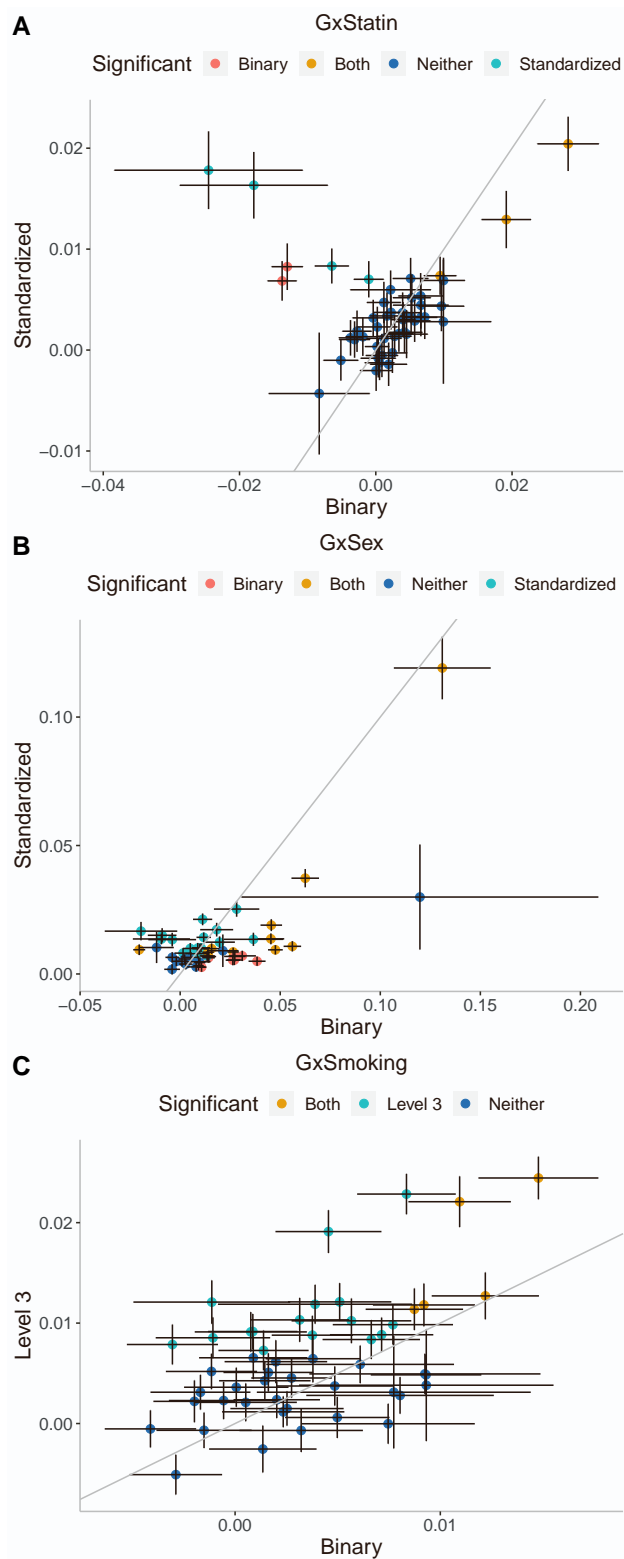 A
GxStatin
Significant Binary Both Neither Standardized
Standardized
0.02
0.01
0.00
−0.01
−0.04 −0.02 0.00 0.02
Binary
B
GxSex
Significant Binary Both Neither Standardized
Standardized
0.10
0.05
0.00
−0.05 0.00 0.05 0.10 0.15 0.20
Binary
C
GxSmoking
Significant Both Level 3 Neither
Level 3
0.02
0.01
0.00
0.00 0.01
Binary